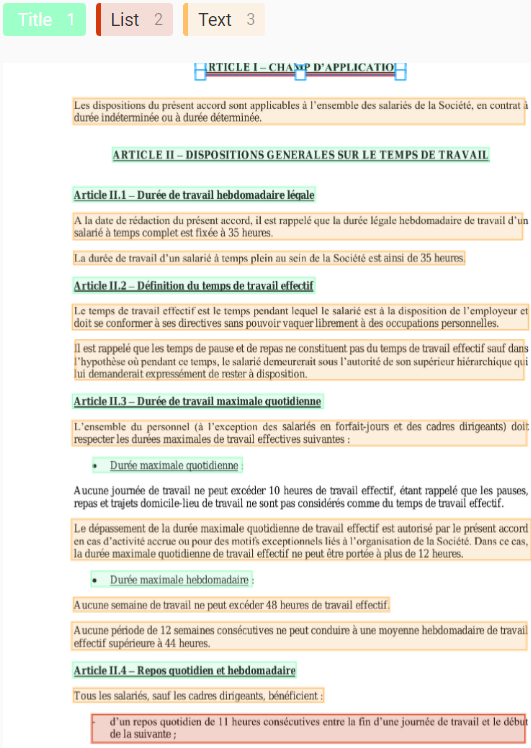 Title 1 List 2 Text 3
ARTICLE I – CHAMP D'APPLICATIO
Les dispositions du présent accord sont applicables à l'ensemble des salariés de la Société, en contrat à
durée indéterminée ou à durée déterminée.
ARTICLE II – DISPOSITIONS GENERALES SUR LE TEMPS DE TRAVAIL
Article II.1 – Durée de travail hebdomadaire légale
A la date de rédaction du présent accord, il est rappelé que la durée légale hebdomadaire de travail d'un
salarié à temps complet est fixée à 35 heures.
La durée de travail d'un salarié à temps plein au sein de la Société est ainsi de 35 heures.
Article II.2 – Définition du temps de travail effectif
Le temps de travail effectif est le temps pendant lequel le salarié est à la disposition de l'employeur et
doit se conformer à ses directives sans pouvoir vaquer librement à des occupations personnelles.
Il est rappelé que les temps de pause et de repas ne constituent pas du temps de travail effectif sauf dans
l'hypothèse où pendant ce temps, le salarié demeurerait sous l'autorité de son supérieur hiérarchique qui
lui demanderait expressément de rester à disposition.
Article II.3 – Durée de travail maximale quotidienne
L'ensemble du personnel (à l'exception des salariés en forfait-jours et des cadres dirigeants) doit
respecter les durées maximales de travail effectives suivantes :
• Durée maximale quotidienne :
Aucune journée de travail ne peut excéder 10 heures de travail effectif, étant rappelé que les pauses,
repas et trajets domicile-lieu de travail ne sont pas considérés comme du temps de travail effectif.
Le dépassement de la durée maximale quotidienne de travail effectif est autorisé par le présent accord
en cas d'activité accrue ou pour des motifs exceptionnels liés à l'organisation de la Société. Dans ce cas,
la durée maximale quotidienne de travail effectif ne peut être portée à plus de 12 heures.
• Durée maximale hebdomadaire :
Aucune semaine de travail ne peut excéder 48 heures de travail effectif.
Aucune période de 12 semaines consécutives ne peut conduire à une moyenne hebdomadaire de travail
effectif supérieure à 44 heures.
Article II.4 – Repos quotidien et hebdomadaire
Tous les salariés, sauf les cadres dirigeants, bénéficient :
- d'un repos quotidien de 11 heures consécutives entre la fin d'une journée de travail et le début
de la suivante ;